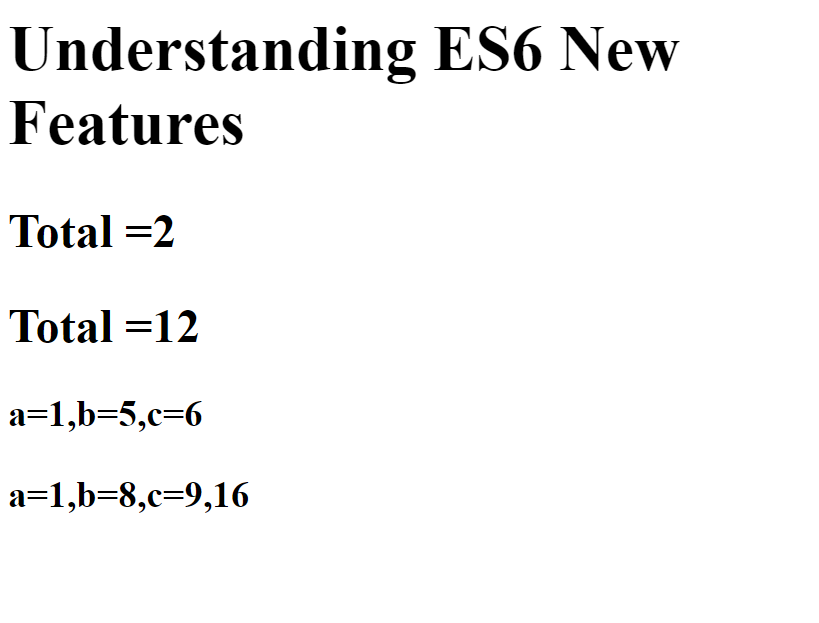 Understanding ES6 New
Features
Total =2
Total =12
a=1,b=5,c=6
a=1,b=8,c=9,16